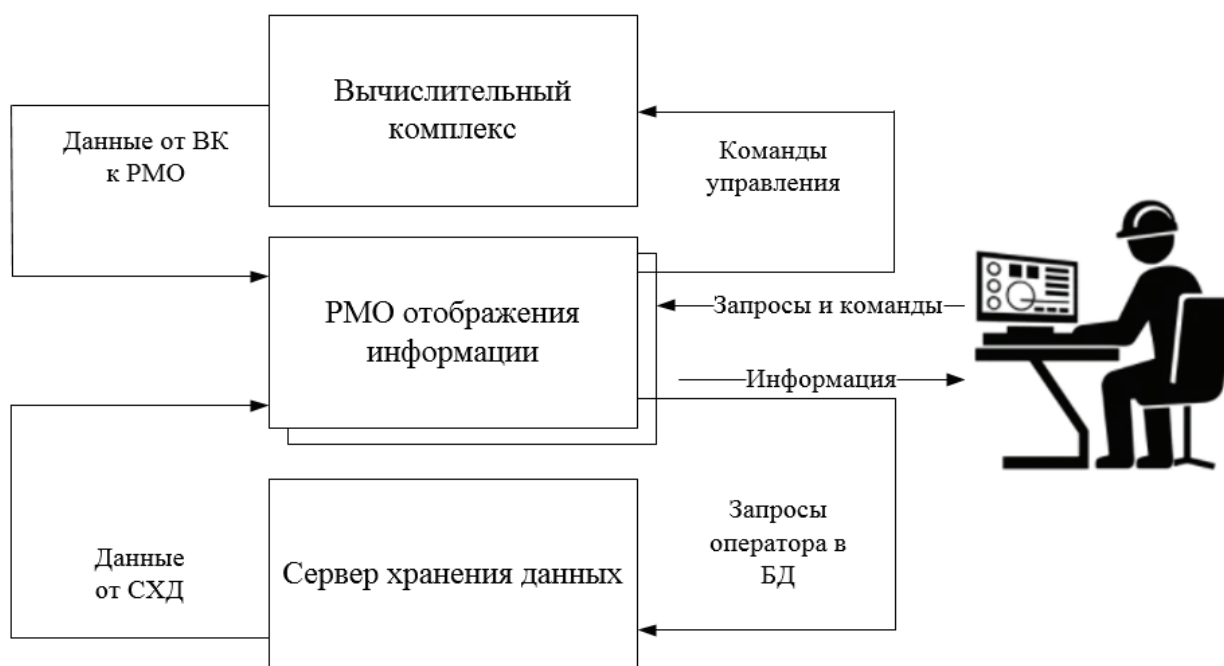 Вычислительный
комплекс
Данные от ВК
к РМО
Команды
управления
РМО отображения
информации
Запросы и команды
Информация
Данные
от СХД
Сервер хранения данных
Запросы
оператора в
БД